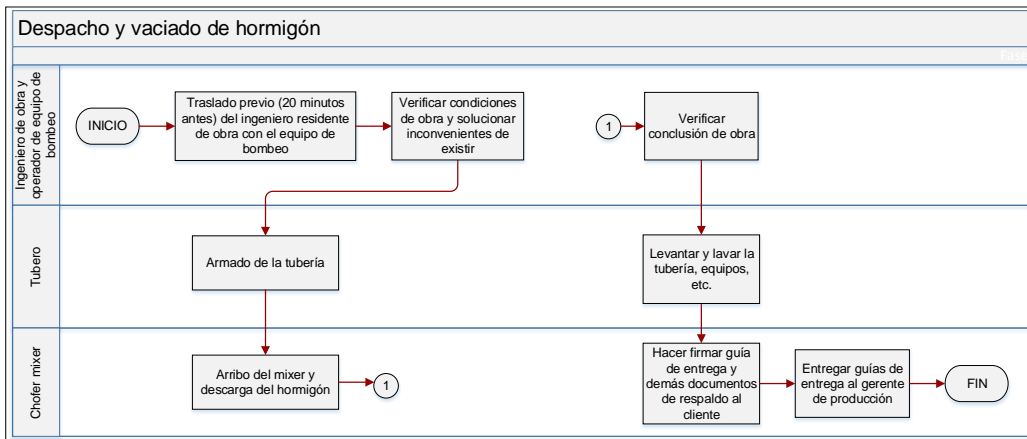 Despacho y vaciado de hormigón
Ingeniero de obra y
operador de equipo de
bombeo
INICIO
Traslado previo (20 minutos
antes) del ingeniero residente
de obra con el equipo de
bombeo
Verificar condiciones
de obra y solucionar
inconvenientes de
existir
1
Verificar
conclusión de obra
Tubero
Armado de la tubería
Levantar y lavar la
tubería, equipos,
etc.
Chofer mixer
Arribo del mixer y
descarga del hormigón
1
Hacer firmar guía
de entrega y
demás documentos
de respaldo al
cliente
Entregar guías de
entrega al gerente
de producción
FIN